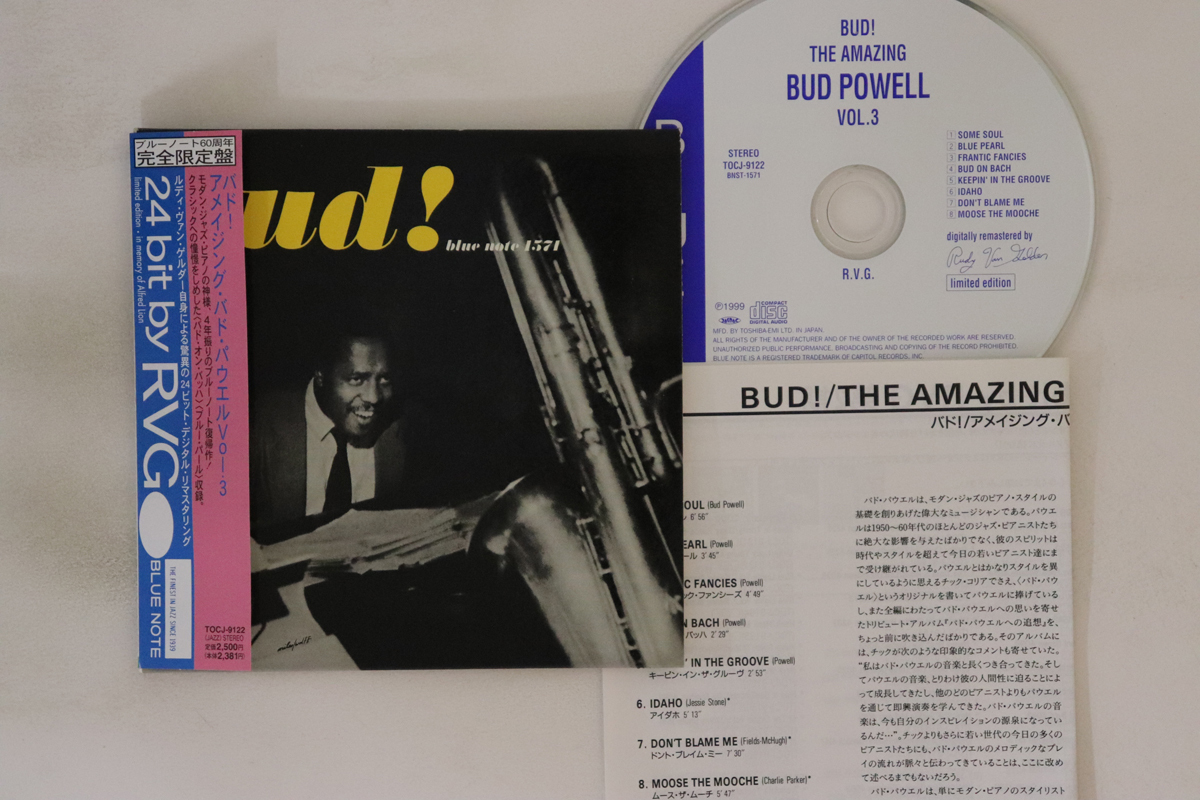 ブルーノート60周年
完全限定盤
24 bit by RVG
limited edition・in memory of Alfred Lion
ルディ・ヴァン・ゲルダー自身による驚異の24ビット・デジタル・リマスタリング
BLUE NOTE
THE FINEST IN JAZZ SINCE 1939
バド!
アメイジング・バド・パウエルVol.3
モダン・ジャズ・ピアノの神様、4年振りのブルーノート復帰作!
クラシックへの憧憬をしめした〈バド・オン・バッハ〉〈ブルー・パール〉収録。
TOCJ-9122
(JAZZ) STEREO
定価2,500円
(本体2,381円)
ud!
blue note 1571
BUD!
THE AMAZING
BUD POWELL
VOL.3
STEREO
TOCJ-9122
BNST-1571
1 SOME SOUL
2 BLUE PEARL
3 FRANTIC FANCIES
4 BUD ON BACH
5 KEEPIN' IN THE GROOVE
6 IDAHO
7 DON'T BLAME ME
8 MOOSE THE MOOCHE
digitally remastered by
Rudy Van Gelder
limited edition
R.V.G.
℗1999
COMPACT
disc
DIGITAL AUDIO
MFD. BY TOSHIBA-EMI LTD. IN JAPAN.
ALL RIGHTS OF THE MANUFACTURER AND OF THE OWNER OF THE RECORDED WORK ARE RESERVED.
UNAUTHORIZED PUBLIC PERFORMANCE, BROADCASTING AND COPYING OF THE RECORD PROHIBITED.
BLUE NOTE IS A REGISTERED TRADEMARK OF CAPITOL RECORDS, INC.
BUD!/THE AMAZING
バド!/アメイジング・バ
OUL (Bud Powell)
ル 6'56"
EARL (Powell)
ール 3'45"
C FANCIES (Powell)
ック・ファンシーズ 4'49"
N BACH (Powell)
バッハ 2'29"
' IN THE GROOVE (Powell)
キーピン・イン・ザ・グルーヴ 2'53"
6. IDAHO (Jessie Stone)*
アイダホ 5'13"
7. DON'T BLAME ME (Fields-McHugh)*
ドント・ブレイム・ミー 7'30"
8. MOOSE THE MOOCHE (Charlie Parker)*
ムース・ザ・ムーチ 5'47"
バド・パウエルは、モダン・ジャズのピアノ・スタイルの
基礎を創りあげた偉大なミュージシャンである。パウエ
ルは1950〜60年代のほとんどのジャズ・ピアニストたち
に絶大な影響を与えたばかりでなく、彼のスピリットは
時代やスタイルを超えて今日の若いピアニスト達にま
で受け継がれている。パウエルとはかなりスタイルを異
にしているように思えるチック・コリアでさえ、〈バド・パウ
エル〉というオリジナルを書いてパウエルに捧げている
し、また全編にわたってバド・パウエルへの思いを寄せ
たトリビュート・アルバム『バド・パウエルへの追想』を、
ちょっと前に吹き込んだばかりである。そのアルバムに
は、チックが次のような印象的なコメントも寄せていた。
“私はバド・パウエルの音楽と長くつき合ってきた。そし
てパウエルの音楽、とりわけ彼の人間性に迫ることによ
って成長してきたし、他のどのピアニストよりもパウエル
を通じて即興演奏を学んできた。バド・パウエルの音
楽は、今も自分のインスピレイションの源泉になってい
るんだ…”。チックよりもさらに若い世代の今日の多くの
ピアニストたちにも、バド・パウエルのメロディックなプレ
イの流れが脈々と伝わってきていることは、ここに改め
て述べるまでもないだろう。
バド・パウエルは、単にモダン・ピアノのスタイリスト